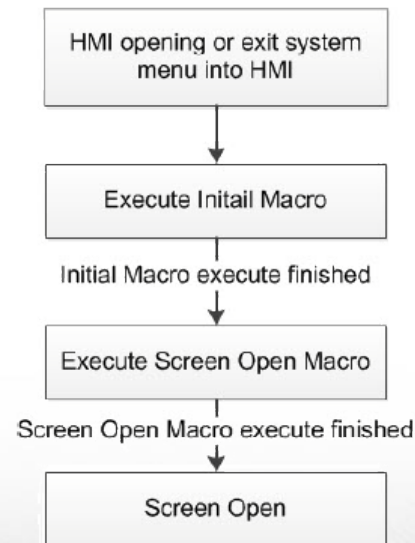 HMI opening or exit system
menu into HMI
Execute Initail Macro
Initial Macro execute finished
Execute Screen Open Macro
Screen Open Macro execute finished
Screen Open